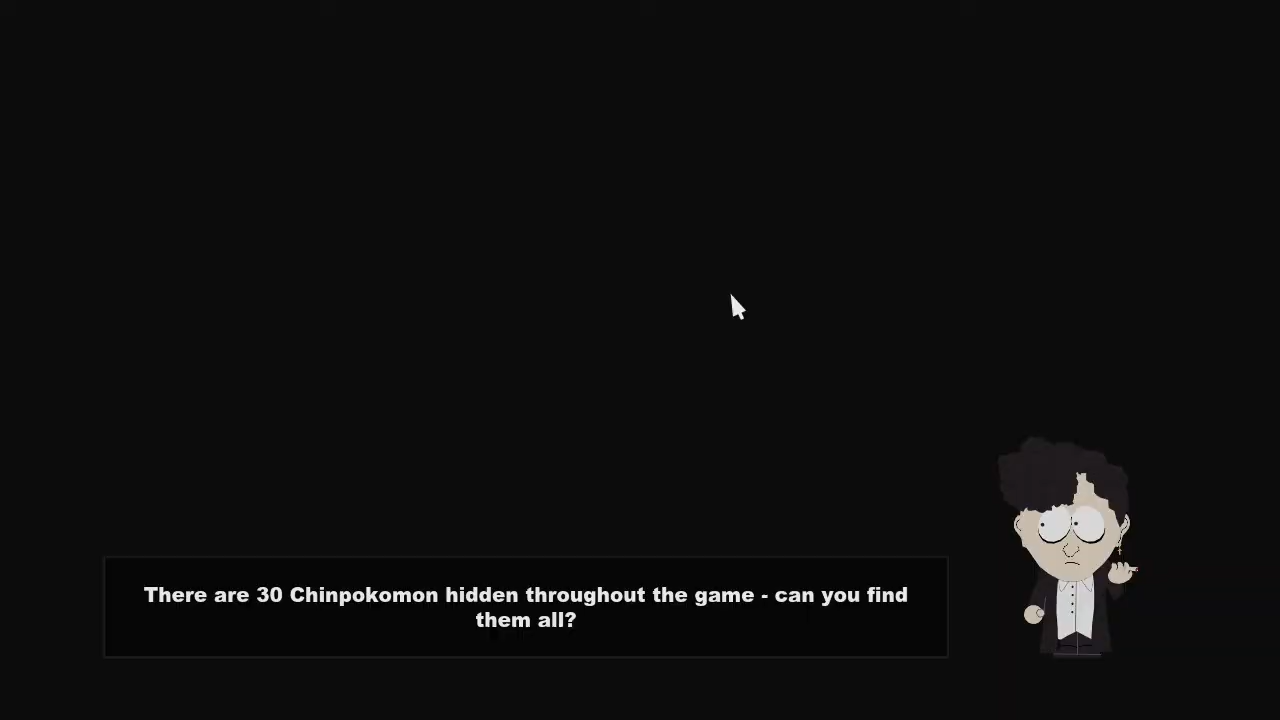 There are 30 Chinpokomon hidden throughout the game - can you find
them all?